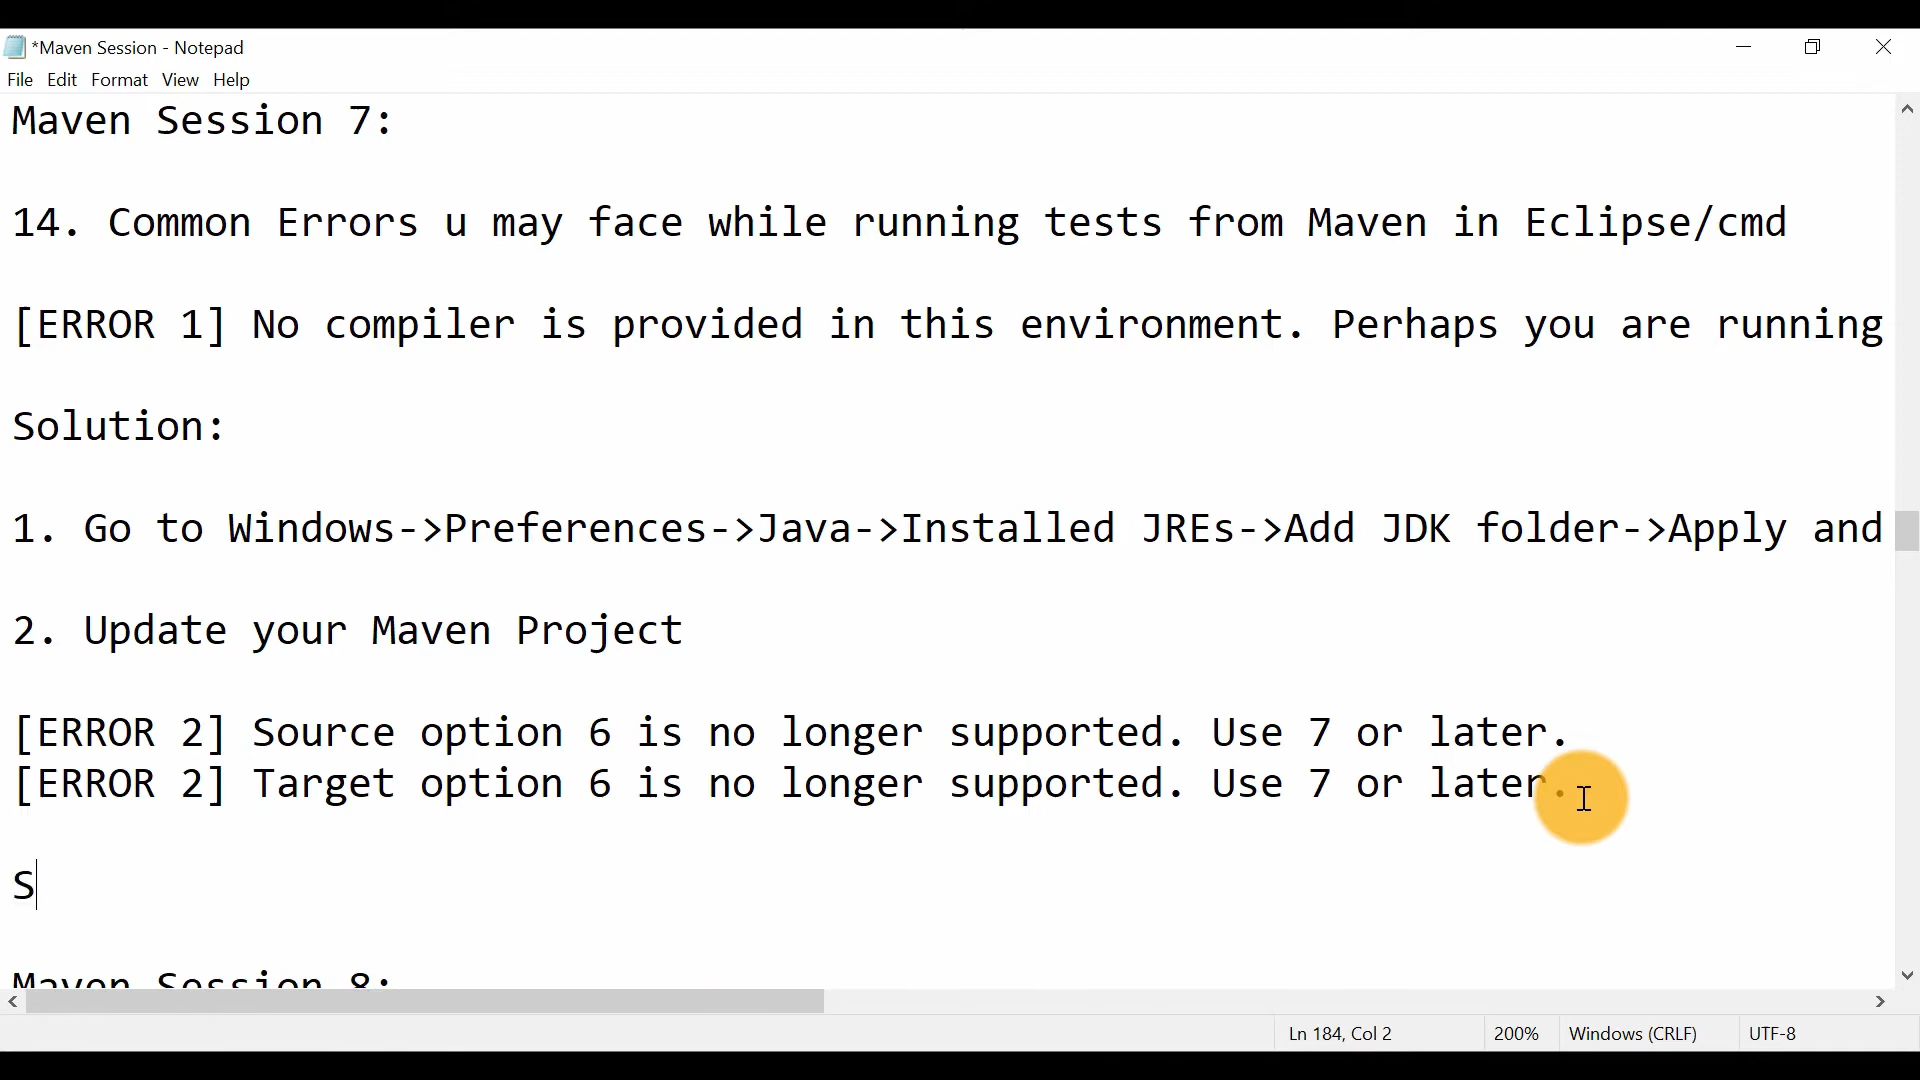 *Maven Session - Notepad
File Edit Format View Help
Maven Session 7:
14. Common Errors u may face while running tests from Maven in Eclipse/cmd
[ERROR 1] No compiler is provided in this environment. Perhaps you are running
Solution:
1. Go to Windows->Preferences->Java->Installed JREs->Add JDK folder->Apply and
2. Update your Maven Project
[ERROR 2] Source option 6 is no longer supported. Use 7 or later.
[ERROR 2] Target option 6 is no longer supported. Use 7 or later.
S
Maven Session 8:
Ln 184, Col 2 200% Windows (CRLF) UTF-8